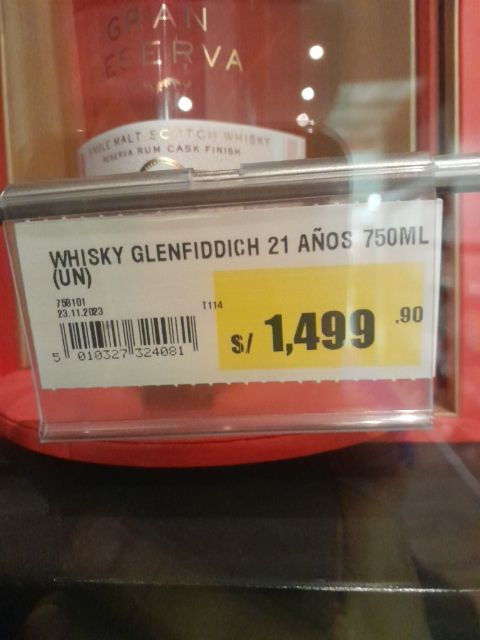 GRAN
RESERVA
SINGLE MALT SCOTCH WHISKY
RESERVA RUM CASK FINISH
WHISKY GLENFIDDICH 21 AÑOS 750ML
(UN)
758101
23.11.2023
T114
5 010327 324081
S/ 1,499 .90